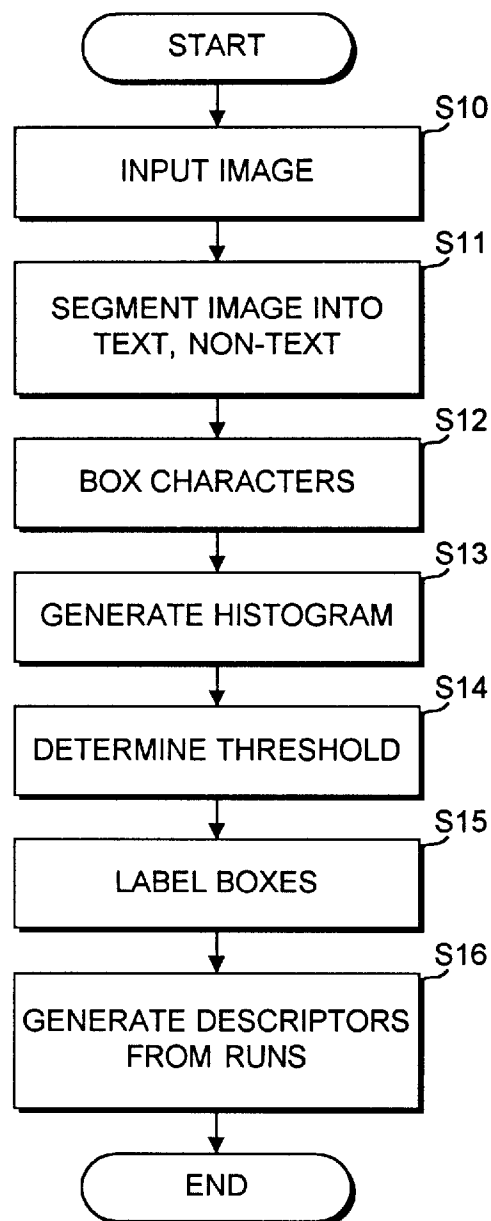 START
S10
INPUT IMAGE
S11
SEGMENT IMAGE INTO
TEXT, NON-TEXT
S12
BOX CHARACTERS
S13
GENERATE HISTOGRAM
S14
DETERMINE THRESHOLD
S15
LABEL BOXES
S16
GENERATE DESCRIPTORS
FROM RUNS
END